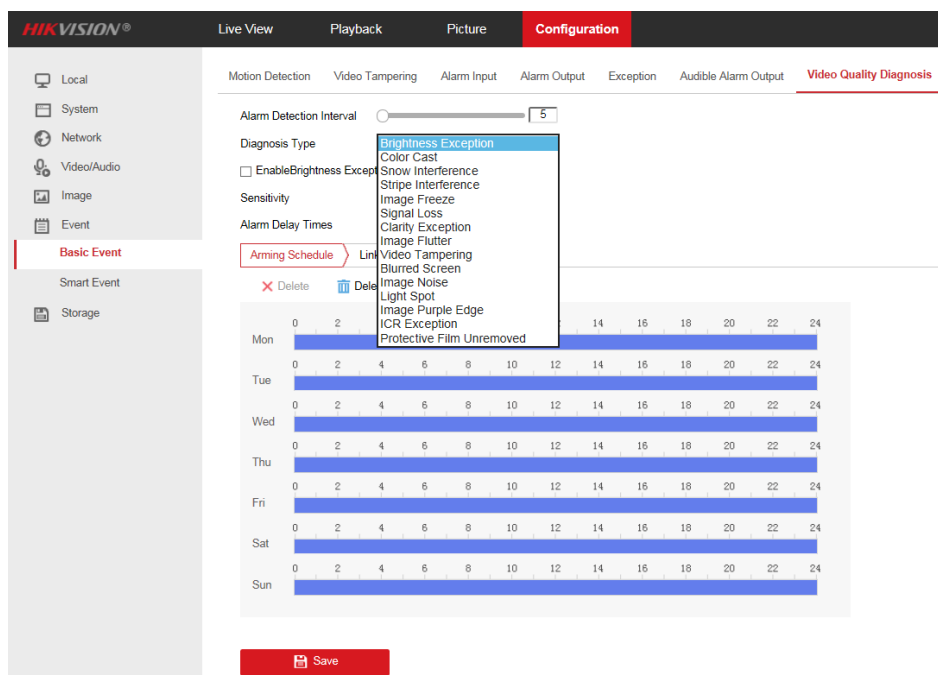 HIKVISION® Live View Playback Picture Configuration
Local
System
Network
Video/Audio
Image
Event
Basic Event
Smart Event
Storage
Motion Detection Video Tampering Alarm Input Alarm Output Exception Audible Alarm Output Video Quality Diagnosis
Alarm Detection Interval 5
Diagnosis Type
EnableBrightness Except
Sensitivity
Alarm Delay Times
Brightness Exception
Color Cast
Snow Interference
Stripe Interference
Image Freeze
Signal Loss
Clarity Exception
Image Flutter
Video Tampering
Blurred Screen
Image Noise
Light Spot
Image Purple Edge
ICR Exception
Protective Film Unremoved
Arming Schedule Link
Delete Dele
0 2 14 16 18 20 22 24
Mon
0 2 4 6 8 10 12 14 16 18 20 22 24
Tue
0 2 4 6 8 10 12 14 16 18 20 22 24
Wed
0 2 4 6 8 10 12 14 16 18 20 22 24
Thu
0 2 4 6 8 10 12 14 16 18 20 22 24
Fri
0 2 4 6 8 10 12 14 16 18 20 22 24
Sat
0 2 4 6 8 10 12 14 16 18 20 22 24
Sun
Save